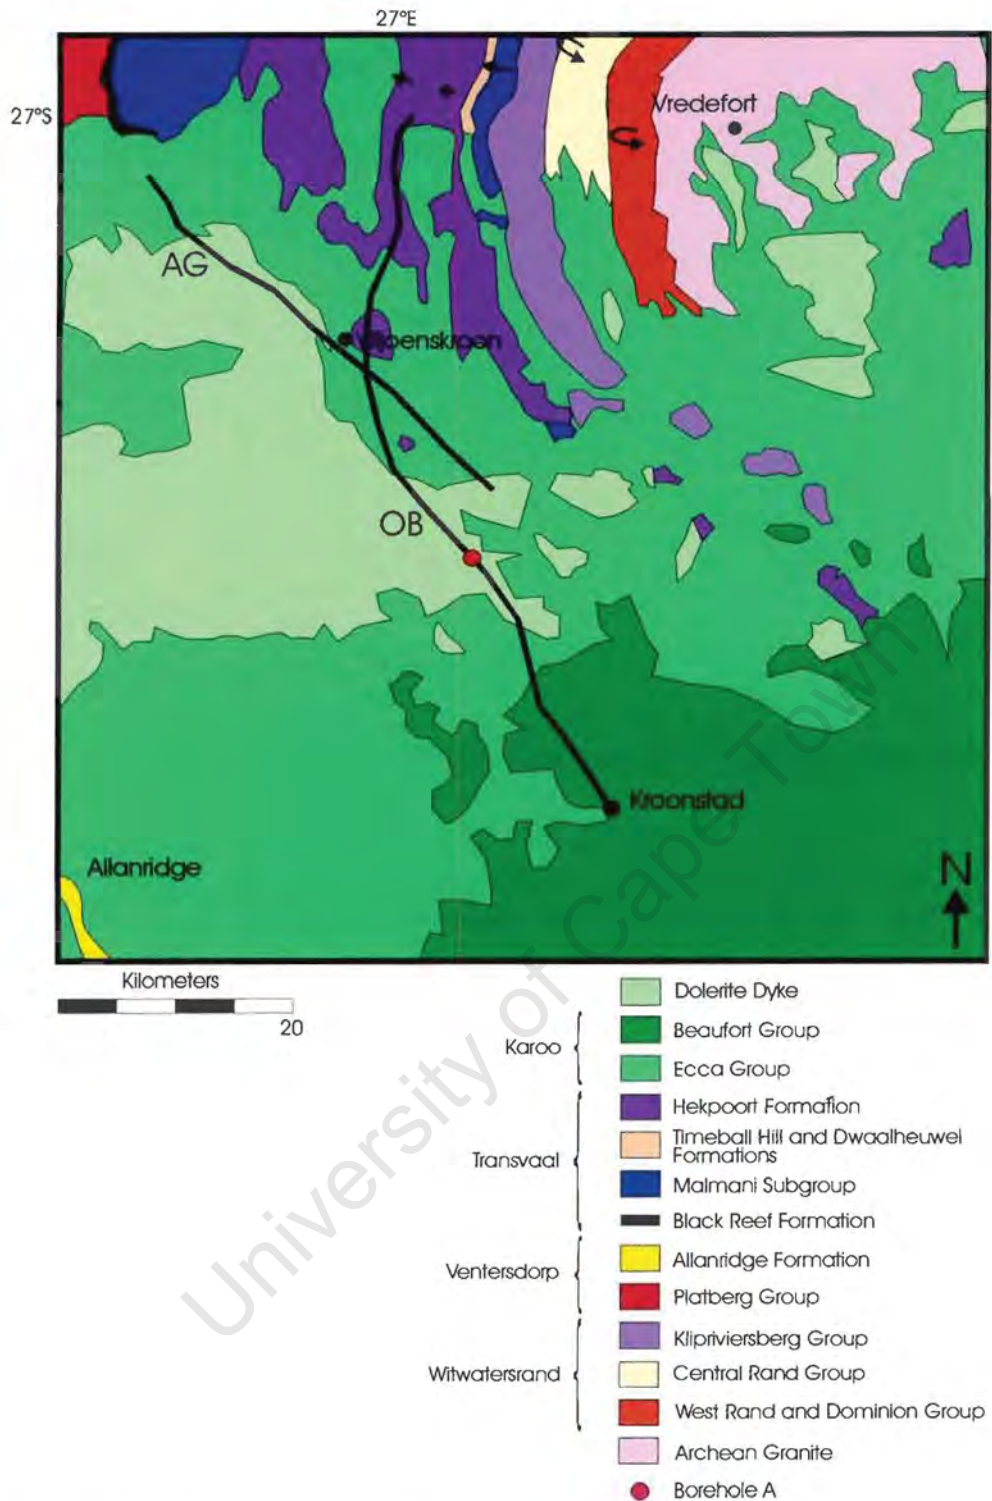 27°E
27°S
Vredefort
AG
OB
Kroonstad
Allanridge
N
Kilometers
20
University of Cape Town
Dolerite Dyke
Karoo
Beaufort Group
Ecca Group
Transvaal
Hekpoort Formation
Timeball Hill and Dwaalheuwel
Formations
Malmani Subgroup
Black Reef Formation
Ventersdorp
Allanridge Formation
Platberg Group
Witwatersrand
Klipriviersberg Group
Central Rand Group
West Rand and Dominion Group
Archean Granite
Borehole A